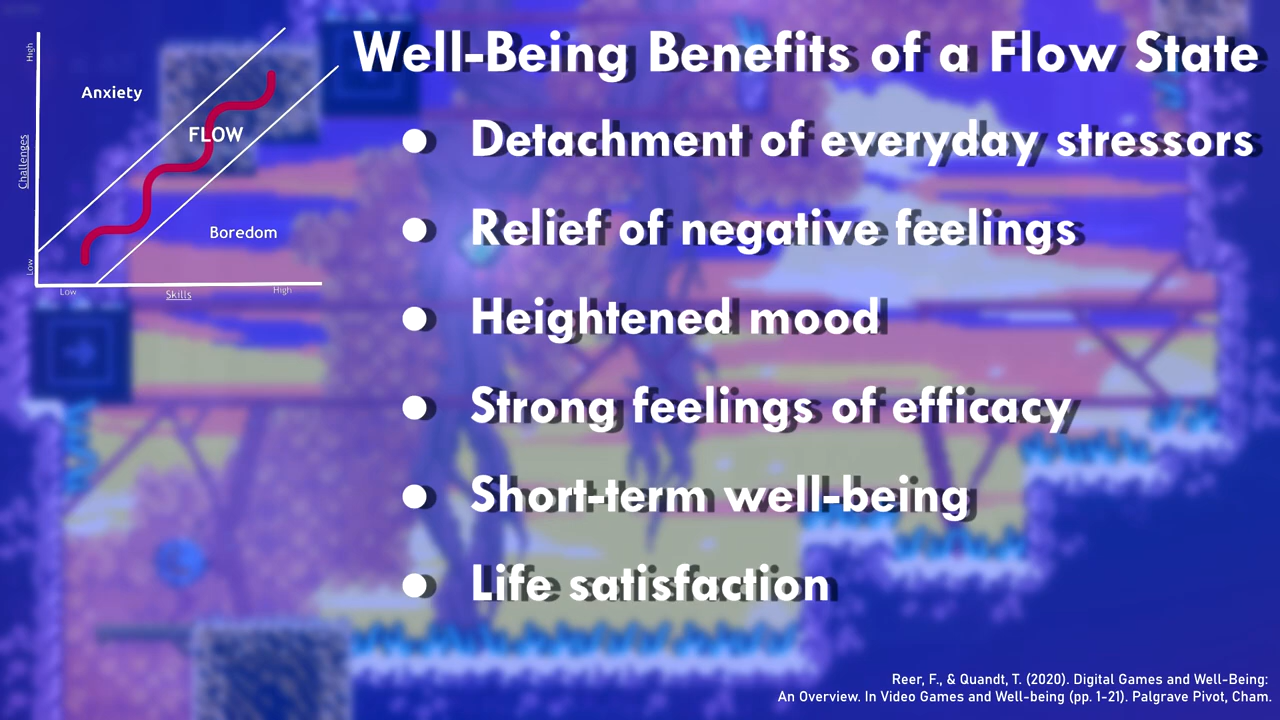 Well-Being Benefits of a Flow State
High
Anxiety
FLOW
Challenges
Boredom
Low
Low
Skills
High
● Detachment of everyday stressors
● Relief of negative feelings
● Heightened mood
● Strong feelings of efficacy
● Short-term well-being
● Life satisfaction
Reer, F., & Quandt, T. (2020). Digital Games and Well-Being:
An Overview. In Video Games and Well-being (pp. 1-21). Palgrave Pivot, Cham.